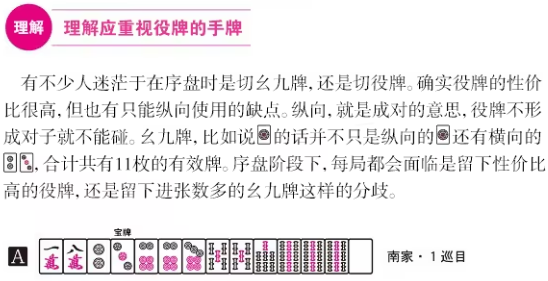 理解 理解应重视役牌的手牌
有不少人迷茫于在序盘时是切幺九牌,还是切役牌。确实役牌的性价
比很高,但也有只能纵向使用的缺点。纵向,就是成对的意思,役牌不形
成对子就不能碰。幺九牌,比如说的话并不只是纵向的还有横向的
,合计共有11枚的有效牌。序盘阶段下,每局都会面临是留下性价比
高的役牌,还是留下进张数多的幺九牌这样的分歧。
宝牌
A 一萬 八萬 南家·1巡目